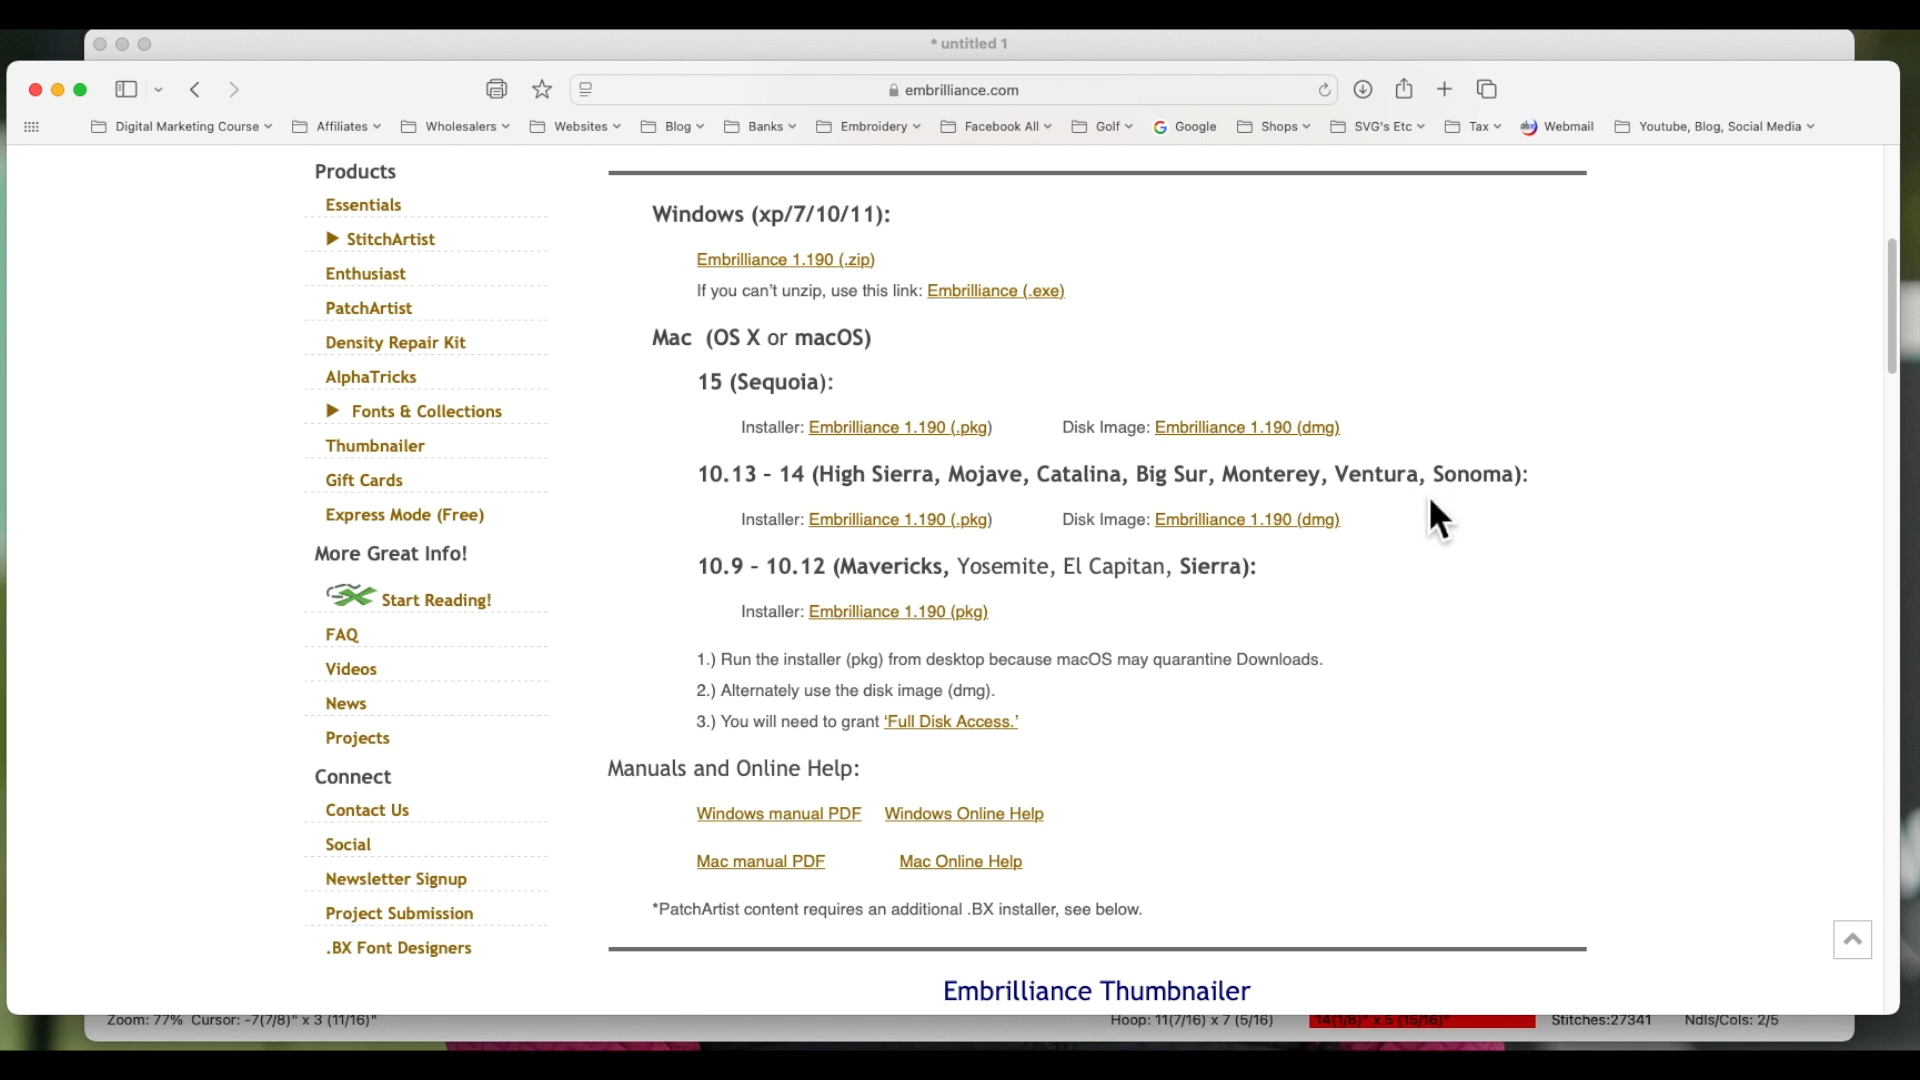 * untitled 1
embrilliance.com
Digital Marketing Course Affiliates Wholesalers Websites Blog Banks Embroidery Facebook All Golf Google Shops SVG's Etc Tax Webmail Youtube, Blog, Social Media
Products
Essentials
StitchArtist
Enthusiast
PatchArtist
Density Repair Kit
AlphaTricks
Fonts & Collections
Thumbnailer
Gift Cards
Express Mode (Free)
More Great Info!
Start Reading!
FAQ
Videos
News
Projects
Connect
Contact Us
Social
Newsletter Signup
Project Submission
.BX Font Designers
Windows (xp/7/10/11):
Embrilliance 1.190 (.zip)
If you can't unzip, use this link: Embrilliance (.exe)
Mac (OS X or macOS)
15 (Sequoia):
Installer: Embrilliance 1.190 (.pkg) Disk Image: Embrilliance 1.190 (dmg)
10.13 - 14 (High Sierra, Mojave, Catalina, Big Sur, Monterey, Ventura, Sonoma):
Installer: Embrilliance 1.190 (.pkg) Disk Image: Embrilliance 1.190 (dmg)
10.9 - 10.12 (Mavericks, Yosemite, El Capitan, Sierra):
Installer: Embrilliance 1.190 (pkg)
1.) Run the installer (pkg) from desktop because macOS may quarantine Downloads.
2.) Alternately use the disk image (dmg).
3.) You will need to grant ‘Full Disk Access.’
Manuals and Online Help:
Windows manual PDF Windows Online Help
Mac manual PDF Mac Online Help
*PatchArtist content requires an additional .BX installer, see below.
Embrilliance Thumbnailer
Zoom: 77% Cursor: -7(7/8)" x 3 (11/16)" Hoop: 11(7/16) x 7 (5/16) 14(1/8)" x 5 (15/16)" Stitches:27341 Ndls/Cols: 2/5